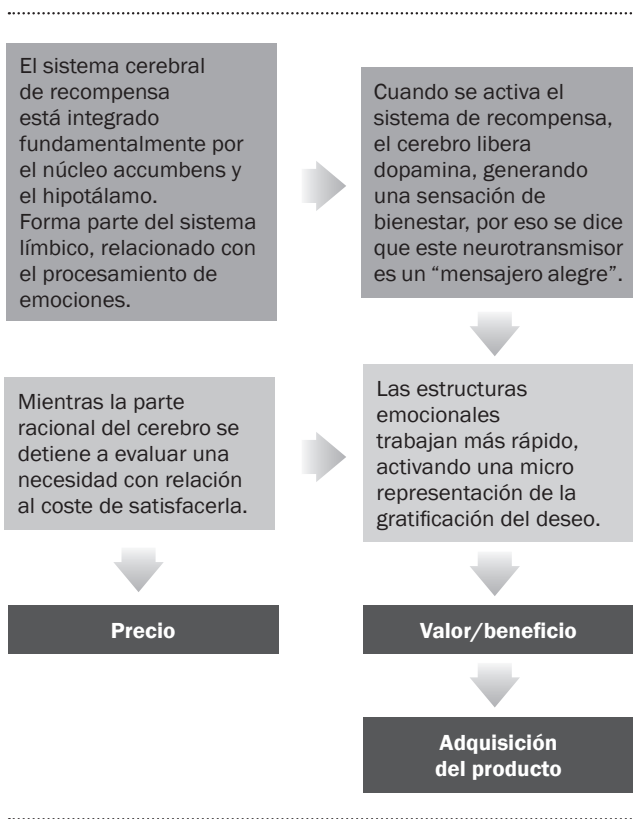 El sistema cerebral
de recompensa
está integrado
fundamentalmente por
el núcleo accumbens y
el hipotálamo.
Forma parte del sistema
límbico, relacionado con
el procesamiento de
emociones.
Cuando se activa el
sistema de recompensa,
el cerebro libera
dopamina, generando
una sensación de
bienestar, por eso se dice
que este neurotransmisor
es un “mensajero alegre”.
Mientras la parte
racional del cerebro se
detiene a evaluar una
necesidad con relación
al coste de satisfacerla.
Las estructuras
emocionales
trabajan más rápido,
activando una micro
representación de la
gratificación del deseo.
Precio
Valor/beneficio
Adquisición
del producto